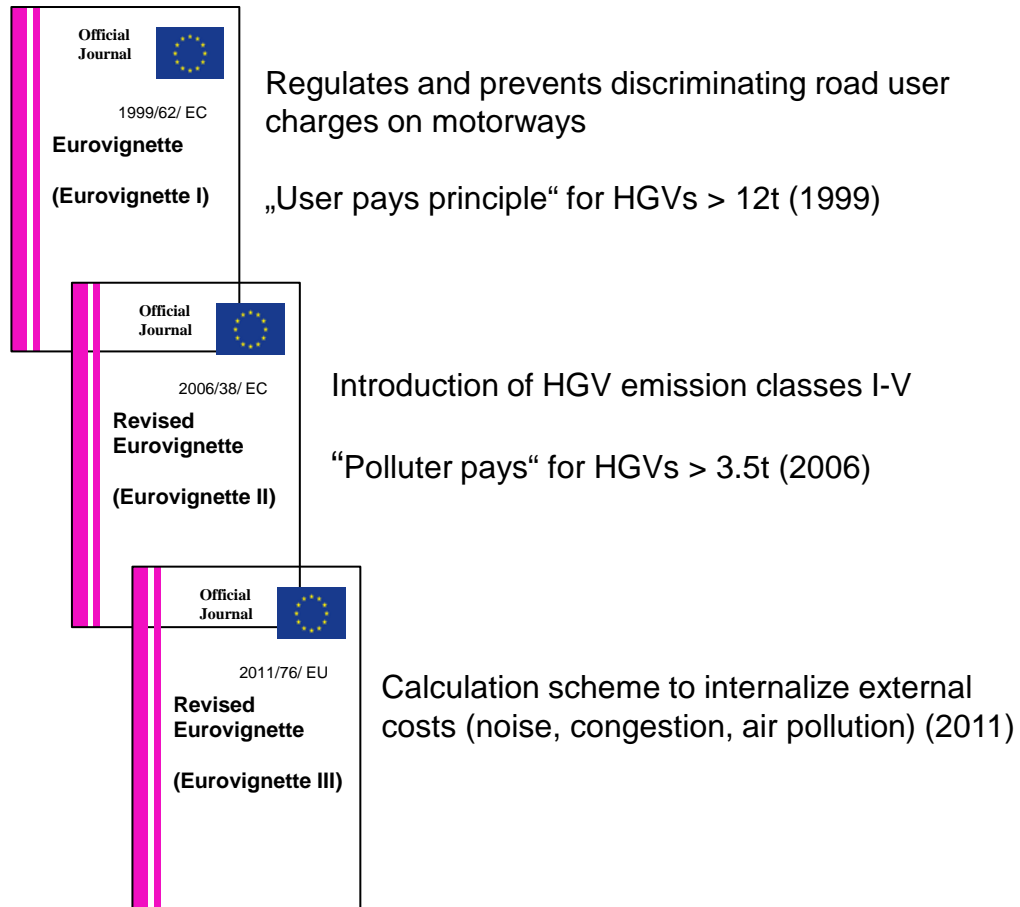 Official
Journal
1999/62/ EC
Eurovignette
(Eurovignette I)
Regulates and prevents discriminating road user
charges on motorways
„User pays principle“ for HGVs > 12t (1999)
Official
Journal
2006/38/ EC
Revised
Eurovignette
(Eurovignette II)
Introduction of HGV emission classes I-V
“Polluter pays“ for HGVs > 3.5t (2006)
Official
Journal
2011/76/ EU
Revised
Eurovignette
(Eurovignette III)
Calculation scheme to internalize external
costs (noise, congestion, air pollution) (2011)